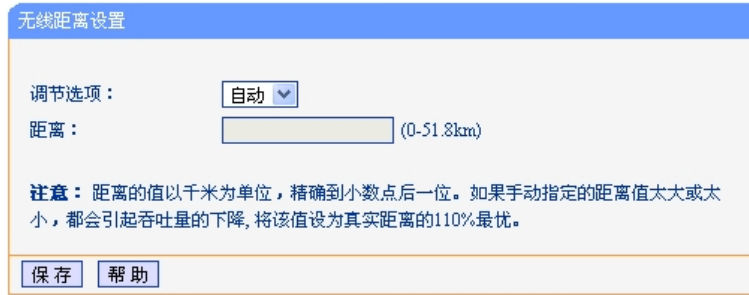 无线距离设置
调节选项：
自动
距离：
(0-51.8km)
注意：距离的值以千米为单位，精确到小数点后一位。如果手动指定的距离值太大或太
小，都会引起吞吐量的下降,将该值设为真实距离的110%最优。
保存 帮助